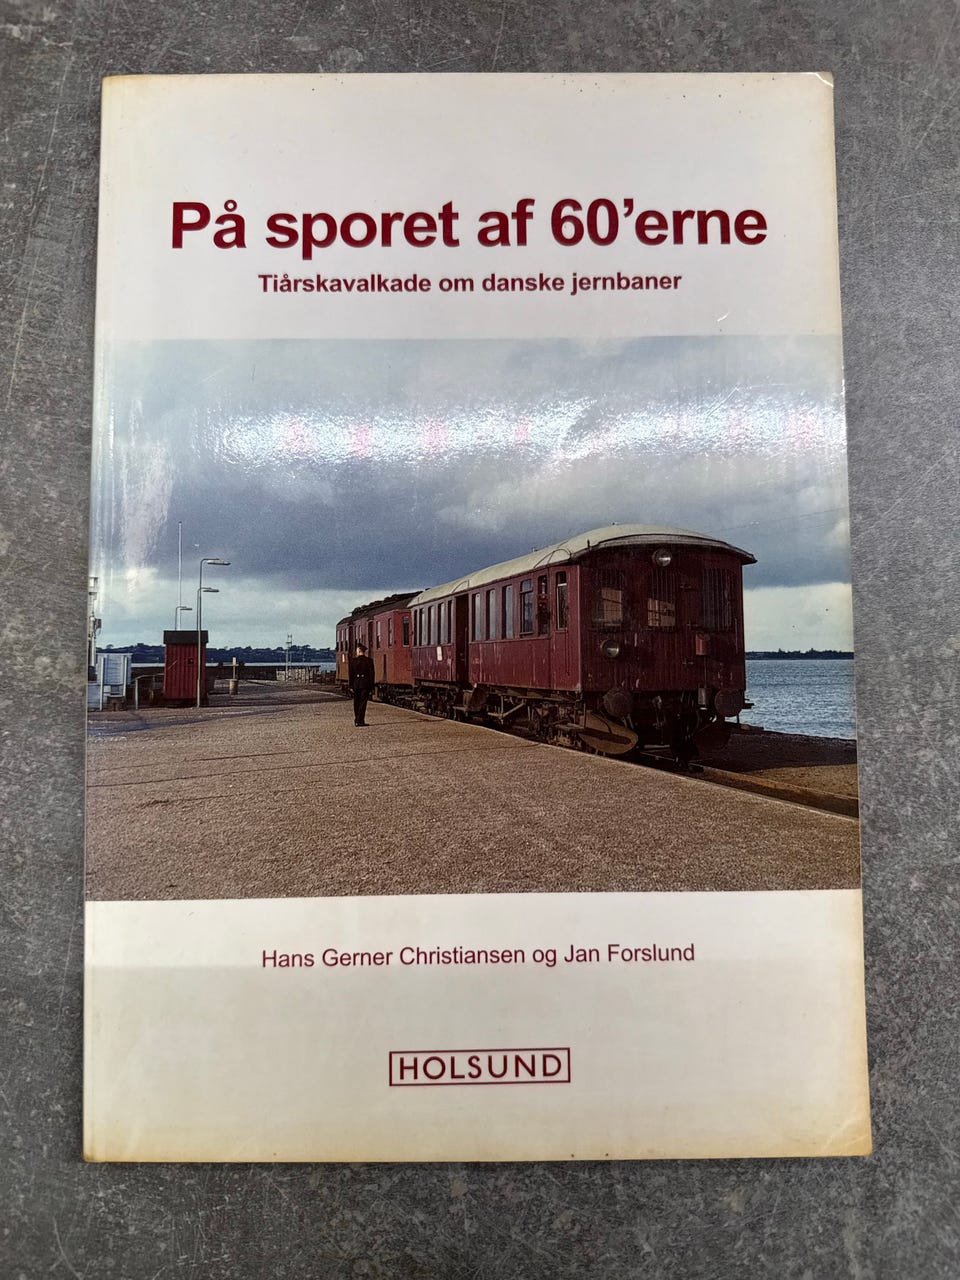 På sporet af 60’erne
Tiårskavalkade om danske jernbaner
Hans Gerner Christiansen og Jan Forslund
HOLSUND